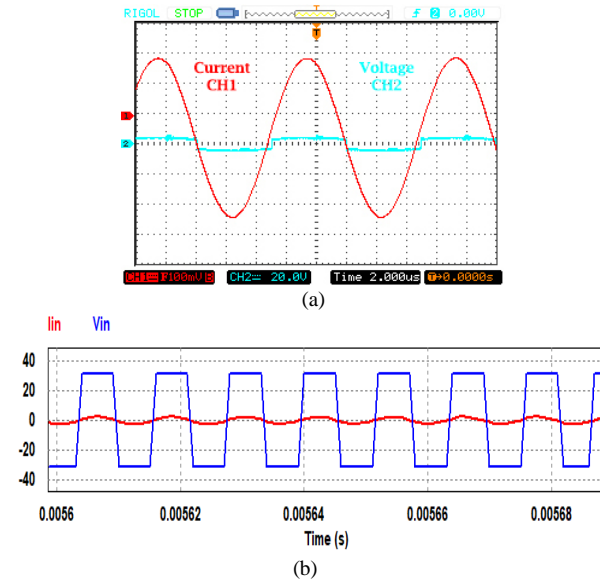 RIGOL STOP T f 2 0.00V
T
Current Voltage
CH1 CH2
1
2
CH1 100mV B CH2 20.0V Time 2.000us T→0.0000s
(a)
Iin Vin
40
20
0
-20
-40
0.0056 0.00562 0.00564 0.00566 0.00568
Time (s)
(b)